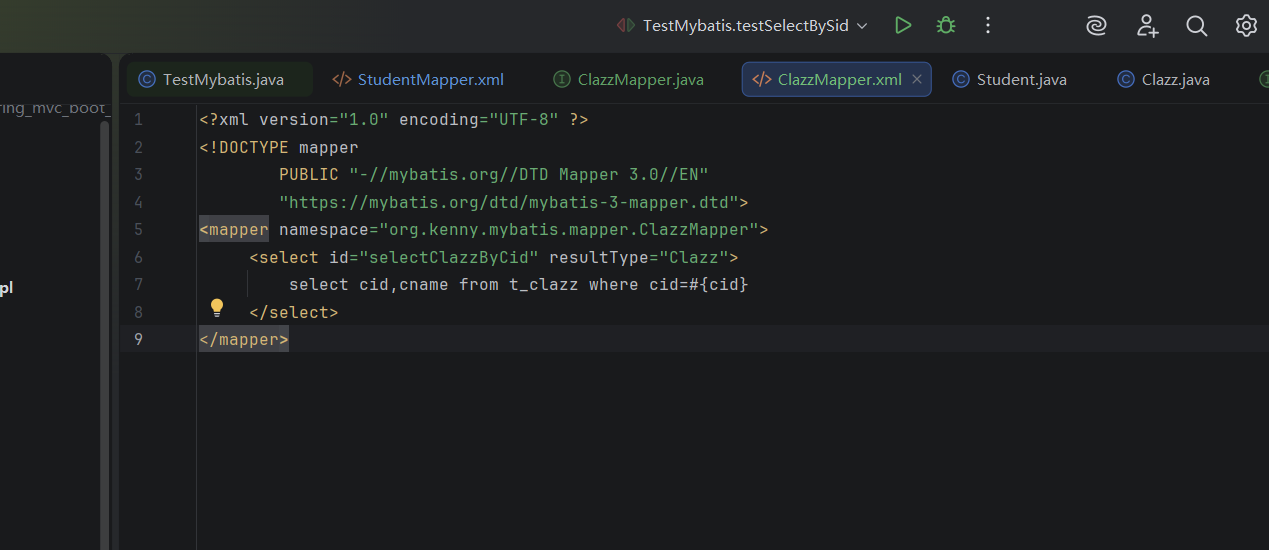 TestMybatis.testSelectBySid
TestMybatis.java
StudentMapper.xml
ClazzMapper.java
ClazzMapper.xml
Student.java
Clazz.java
ring_mvc_boot_
pl
1 <?xml version="1.0" encoding="UTF-8" ?>
2 <!DOCTYPE mapper
3 PUBLIC "-//mybatis.org//DTD Mapper 3.0//EN"
4 "https://mybatis.org/dtd/mybatis-3-mapper.dtd">
5 <mapper namespace="org.kenny.mybatis.mapper.ClazzMapper">
6 <select id="selectClazzByCid" resultType="Clazz">
7 select cid,cname from t_clazz where cid=#{cid}
8 </select>
9 </mapper>